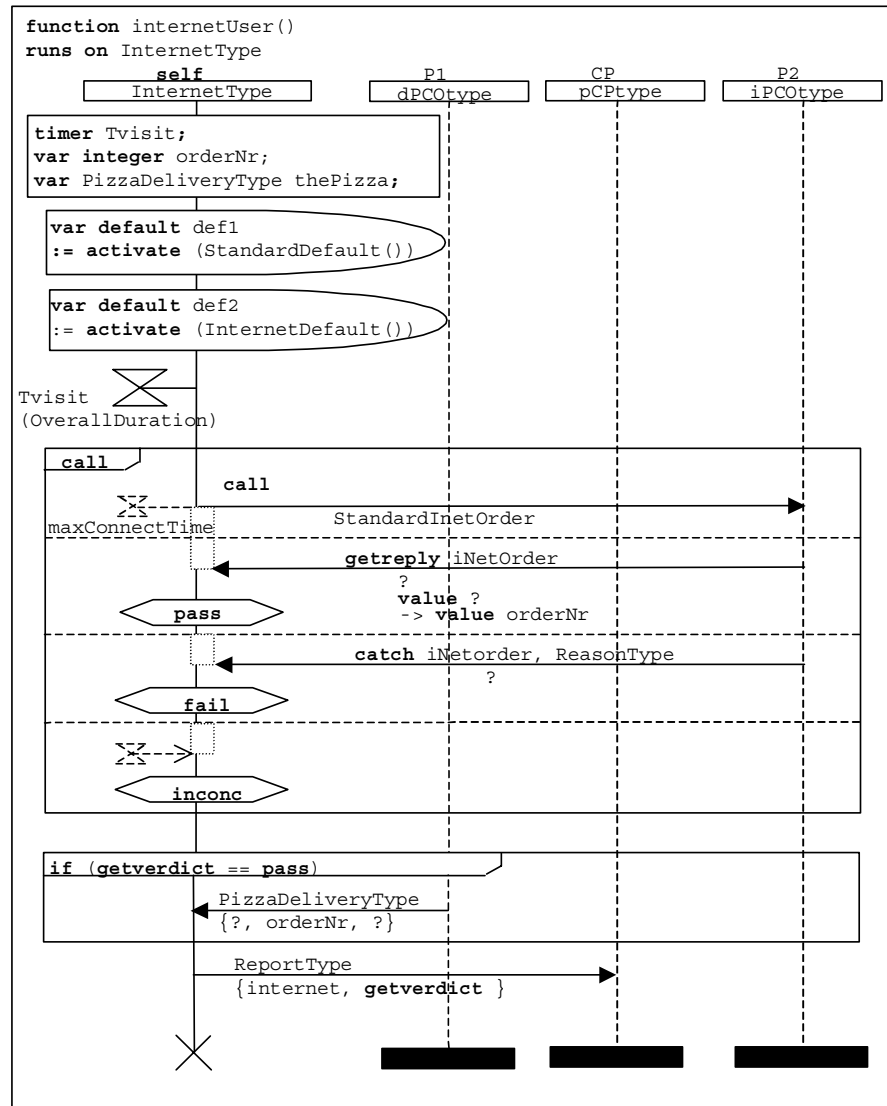 function internetUser()
runs on InternetType
self P1 CP P2
InternetType dPCOtype pCPtype iPCOtype
timer Tvisit;
var integer orderNr;
var PizzaDeliveryType thePizza;
var default def1
:= activate (StandardDefault())
var default def2
:= activate (InternetDefault())
Tvisit
(OverallDuration)
call
call
maxConnectTime StandardInetOrder
getreply iNetOrder
?
value ?
-> value orderNr
pass
catch iNetorder, ReasonType
?
fail
inconc
if (getverdict == pass)
PizzaDeliveryType
{?, orderNr, ?}
ReportType
{internet, getverdict }